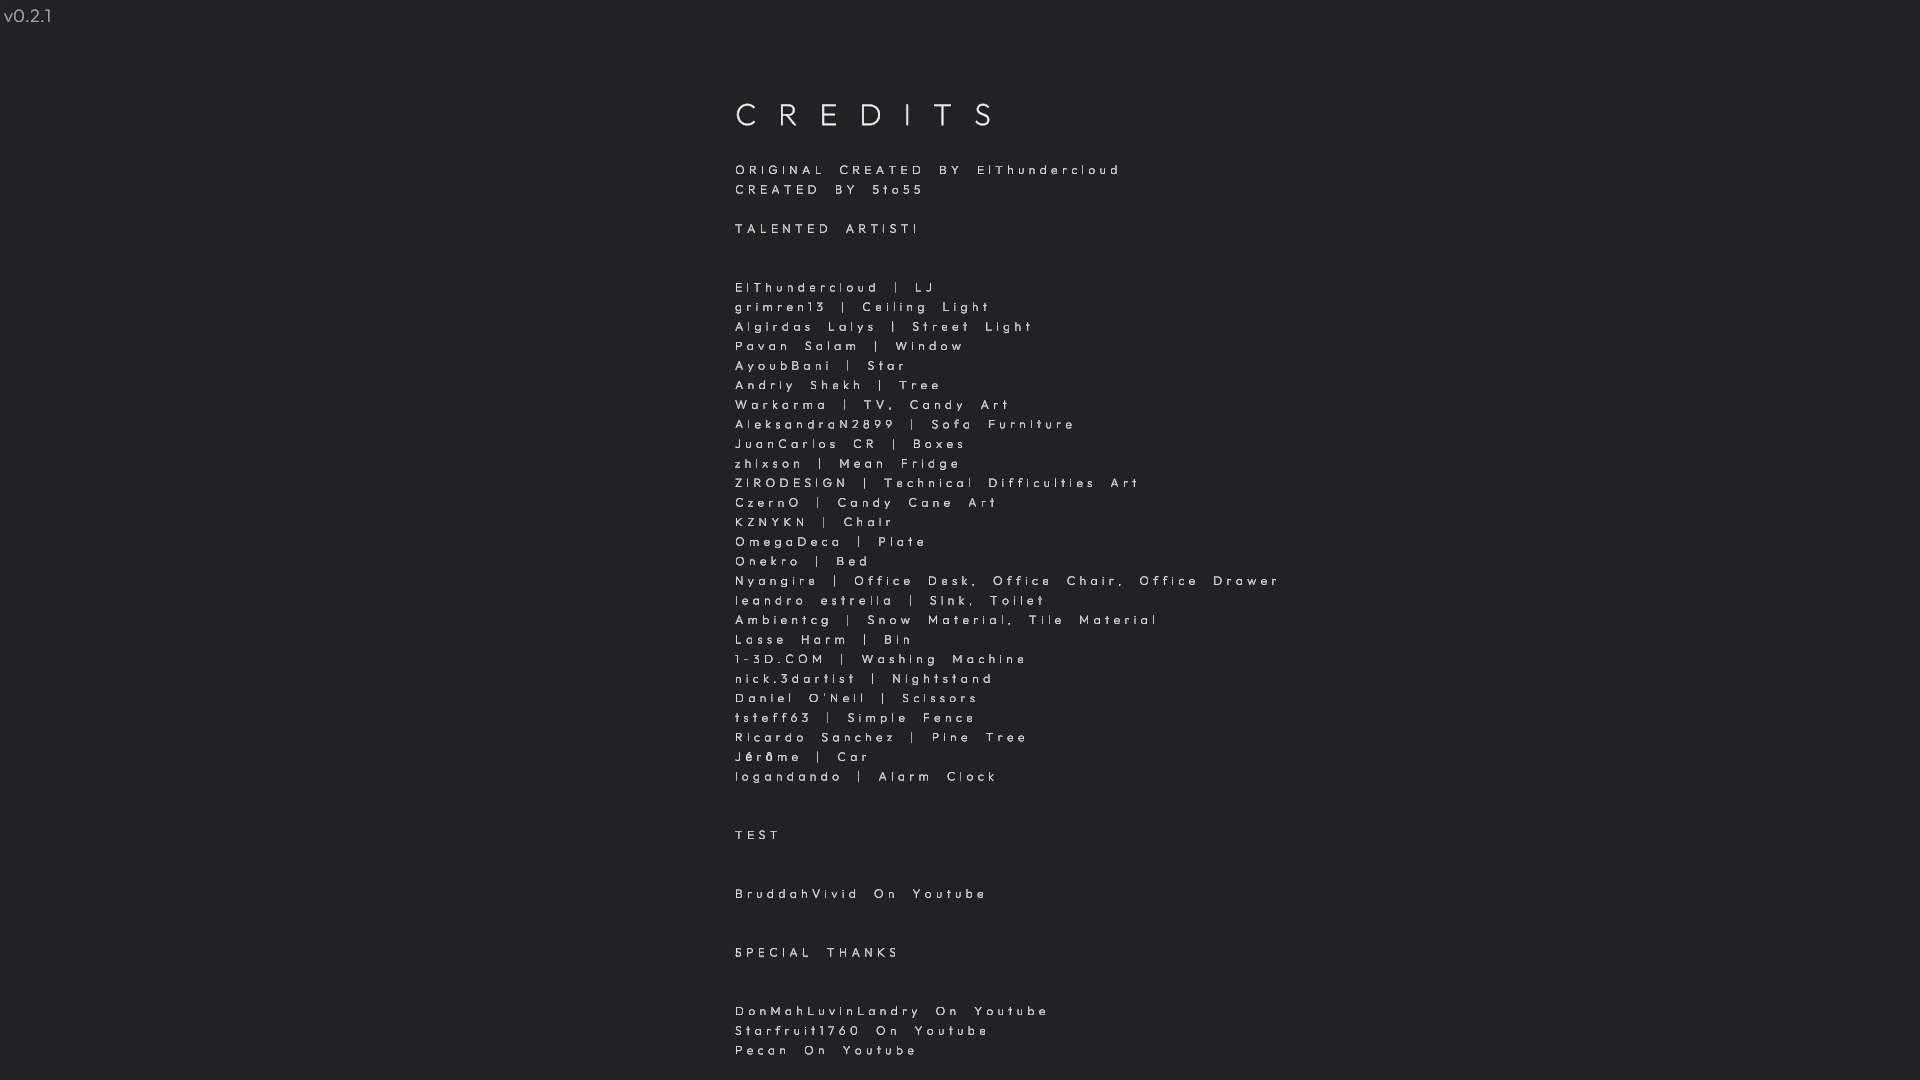 v0.2.1
CREDITS
ORIGINAL CREATED BY ElThundercloud
CREATED BY 5to55
TALENTED ARTIST!
ElThundercloud | LJ
grimren13 | Ceiling Light
Algirdas Lalys | Street Light
Pavan Salam | Window
AyoubBani | Star
Andriy Shekh | Tree
Warkarma | TV, Candy Art
AleksandraN2899 | Sofa Furniture
JuanCarlos CR | Boxes
zhixson | Mean Fridge
ZIRODESIGN | Technical Difficulties Art
CzernO | Candy Cane Art
KZNYKN | Chair
OmegaDeca | Plate
Onekro | Bed
Nyangire | Office Desk, Office Chair, Office Drawer
leandro estrella | Sink, Toilet
Ambientcg | Snow Material, Tile Material
Lasse Harm | Bin
1-3D.COM | Washing Machine
nick.3dartist | Nightstand
Daniel O'Neil | Scissors
tsteff63 | Simple Fence
Ricardo Sanchez | Pine Tree
Jérôme | Car
logandando | Alarm Clock
TEST
BruddahVivid On Youtube
SPECIAL THANKS
DonMahLuvinLandry On Youtube
Starfruit1760 On Youtube
Pecan On Youtube